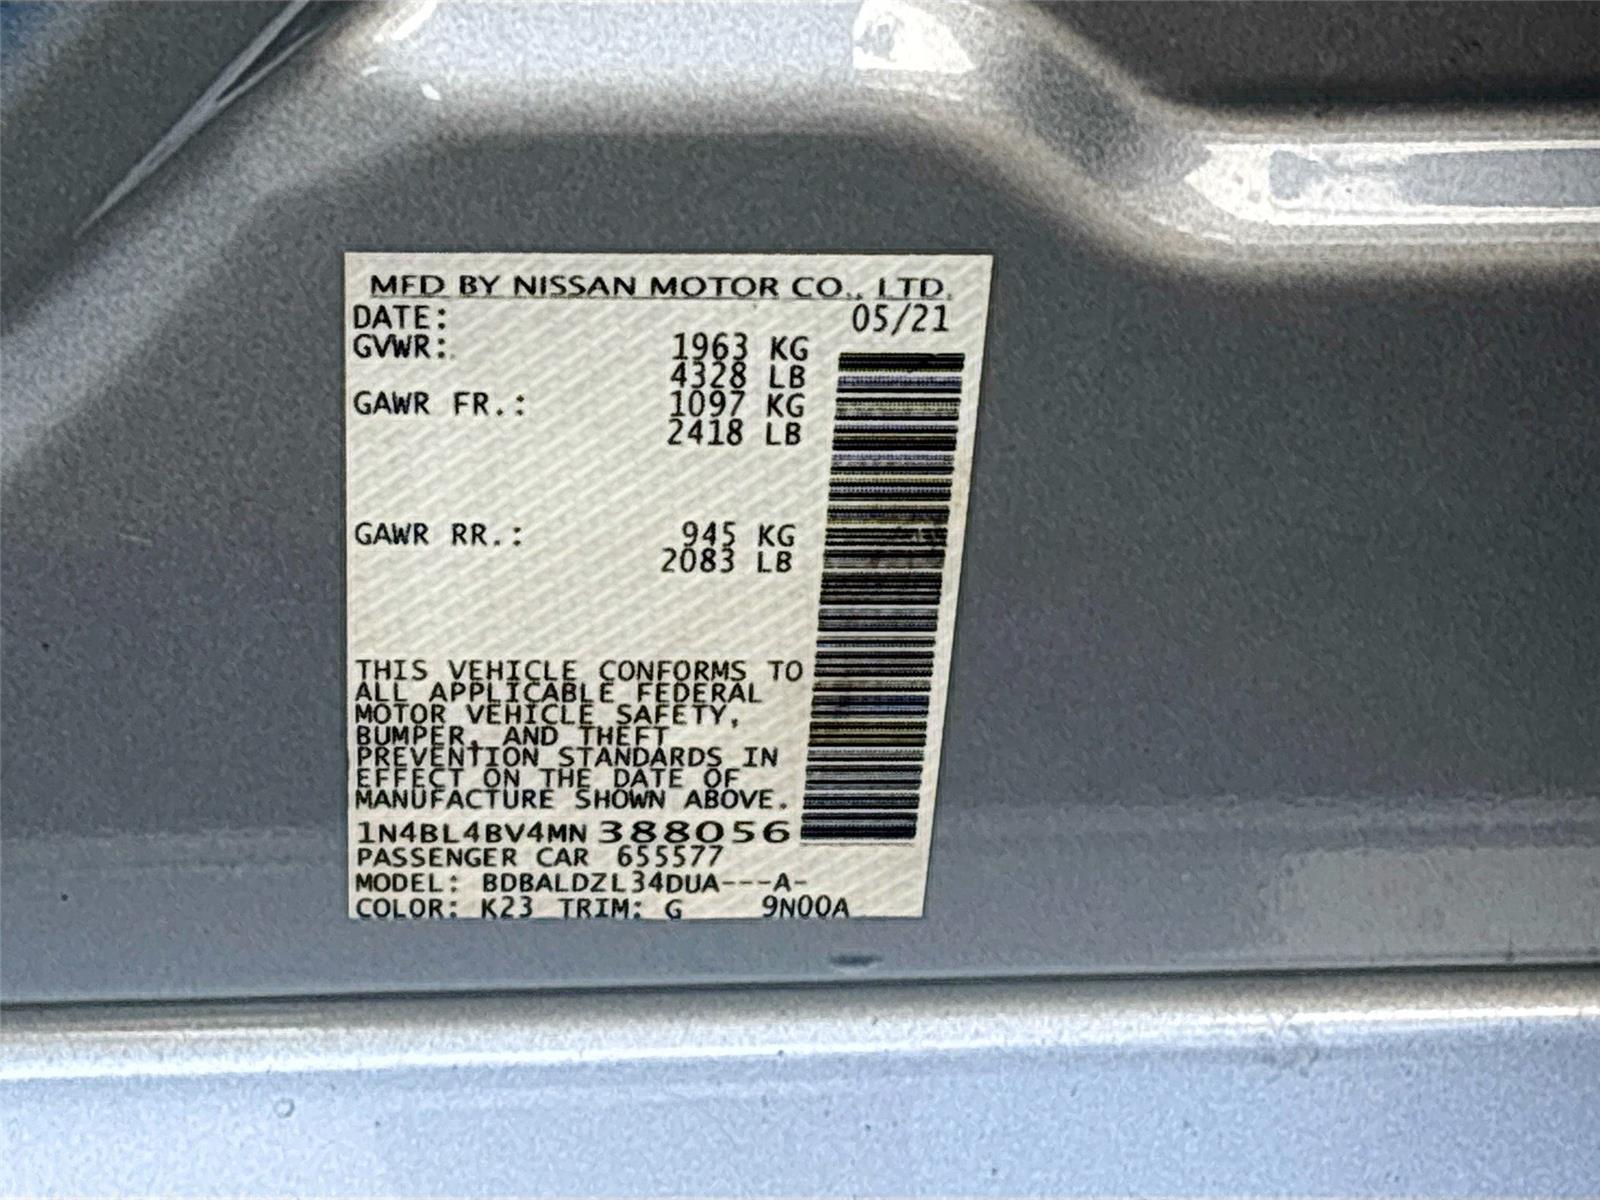 MFD BY NISSAN MOTOR CO., LTD.
DATE: 05/21
GVWR: 1963 KG
4328 LB
GAWR FR.: 1097 KG
2418 LB
GAWR RR.: 945 KG
2083 LB
THIS VEHICLE CONFORMS TO
ALL APPLICABLE FEDERAL
MOTOR VEHICLE SAFETY,
BUMPER, AND THEFT
PREVENTION STANDARDS IN
EFFECT ON THE DATE OF
MANUFACTURE SHOWN ABOVE.
1N4BL4BV4MN388056
PASSENGER CAR 655577
MODEL: BDBALDZL34DUA---A-
COLOR: K23 TRIM: G 9N00A